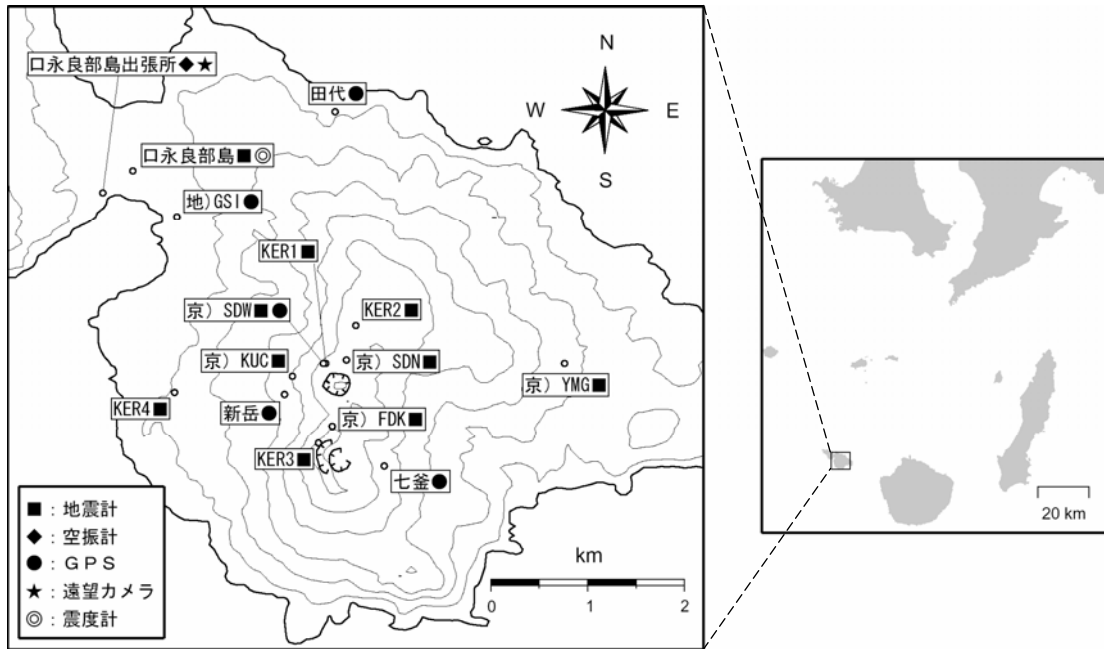 口永良部島出張所◆★
田代●
N
W E
S
口永良部島■◎
地)GSI●
KER1■
京) SDW■●
KER2■
京) KUC■
京) SDN■
京) YMG■
KER4■
新岳●
京) FDK■
KER3■
七釜●
■:地震計
◆:空振計
●:GPS
★:遠望カメラ
◎:震度計
km
0 1 2
20 km